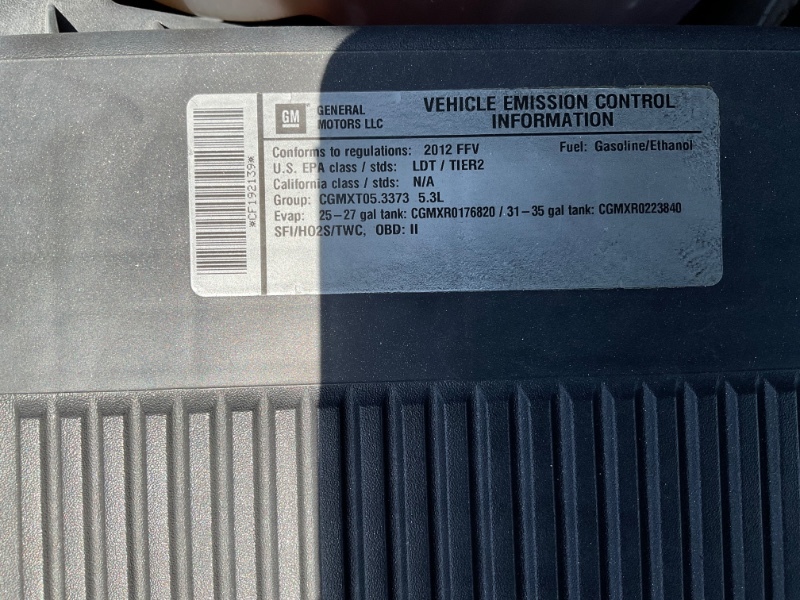 *CF192139*
GM
GENERAL
MOTORS LLC
VEHICLE EMISSION CONTROL
INFORMATION
Conforms to regulations: 2012 FFV Fuel: Gasoline/Ethanol
U.S. EPA class / stds: LDT / TIER2
California class / stds: N/A
Group: CGMXT05.3373 5.3L
Evap: 25-27 gal tank: CGMXR0176820 / 31-35 gal tank: CGMXR0223840
SFI/HO2S/TWC, OBD: II